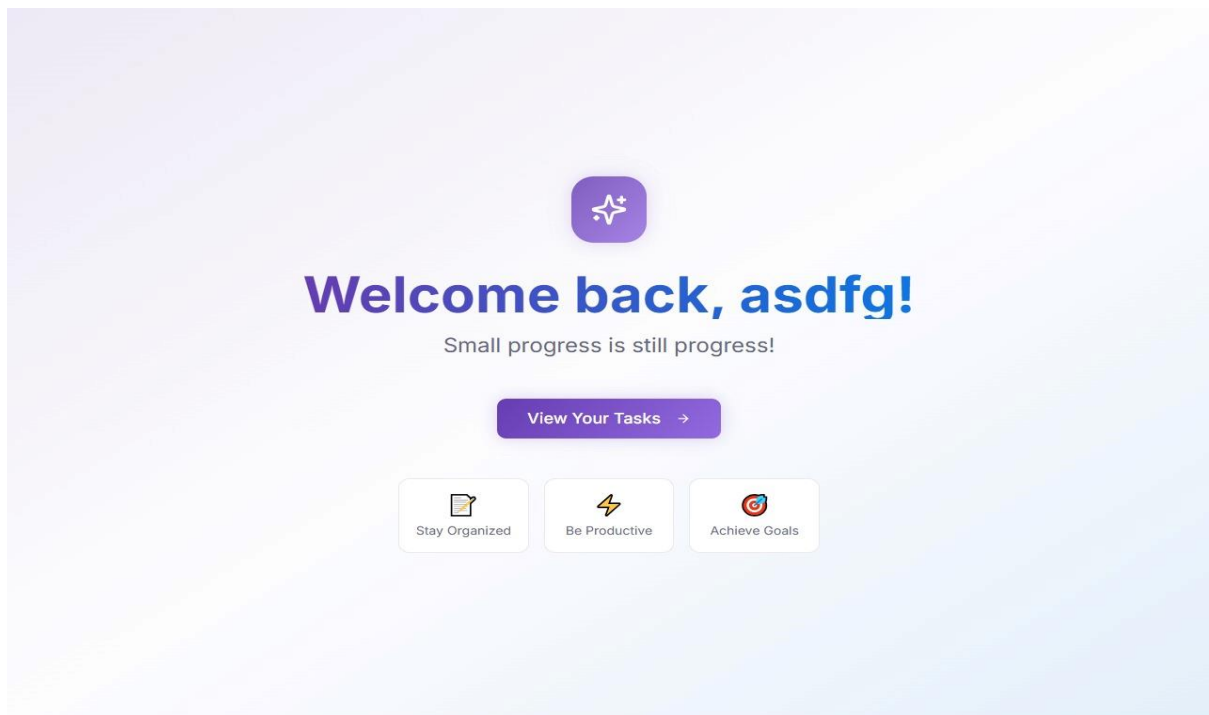 Welcome back, asdfg!
Small progress is still progress!
View Your Tasks →
Stay Organized
Be Productive
Achieve Goals